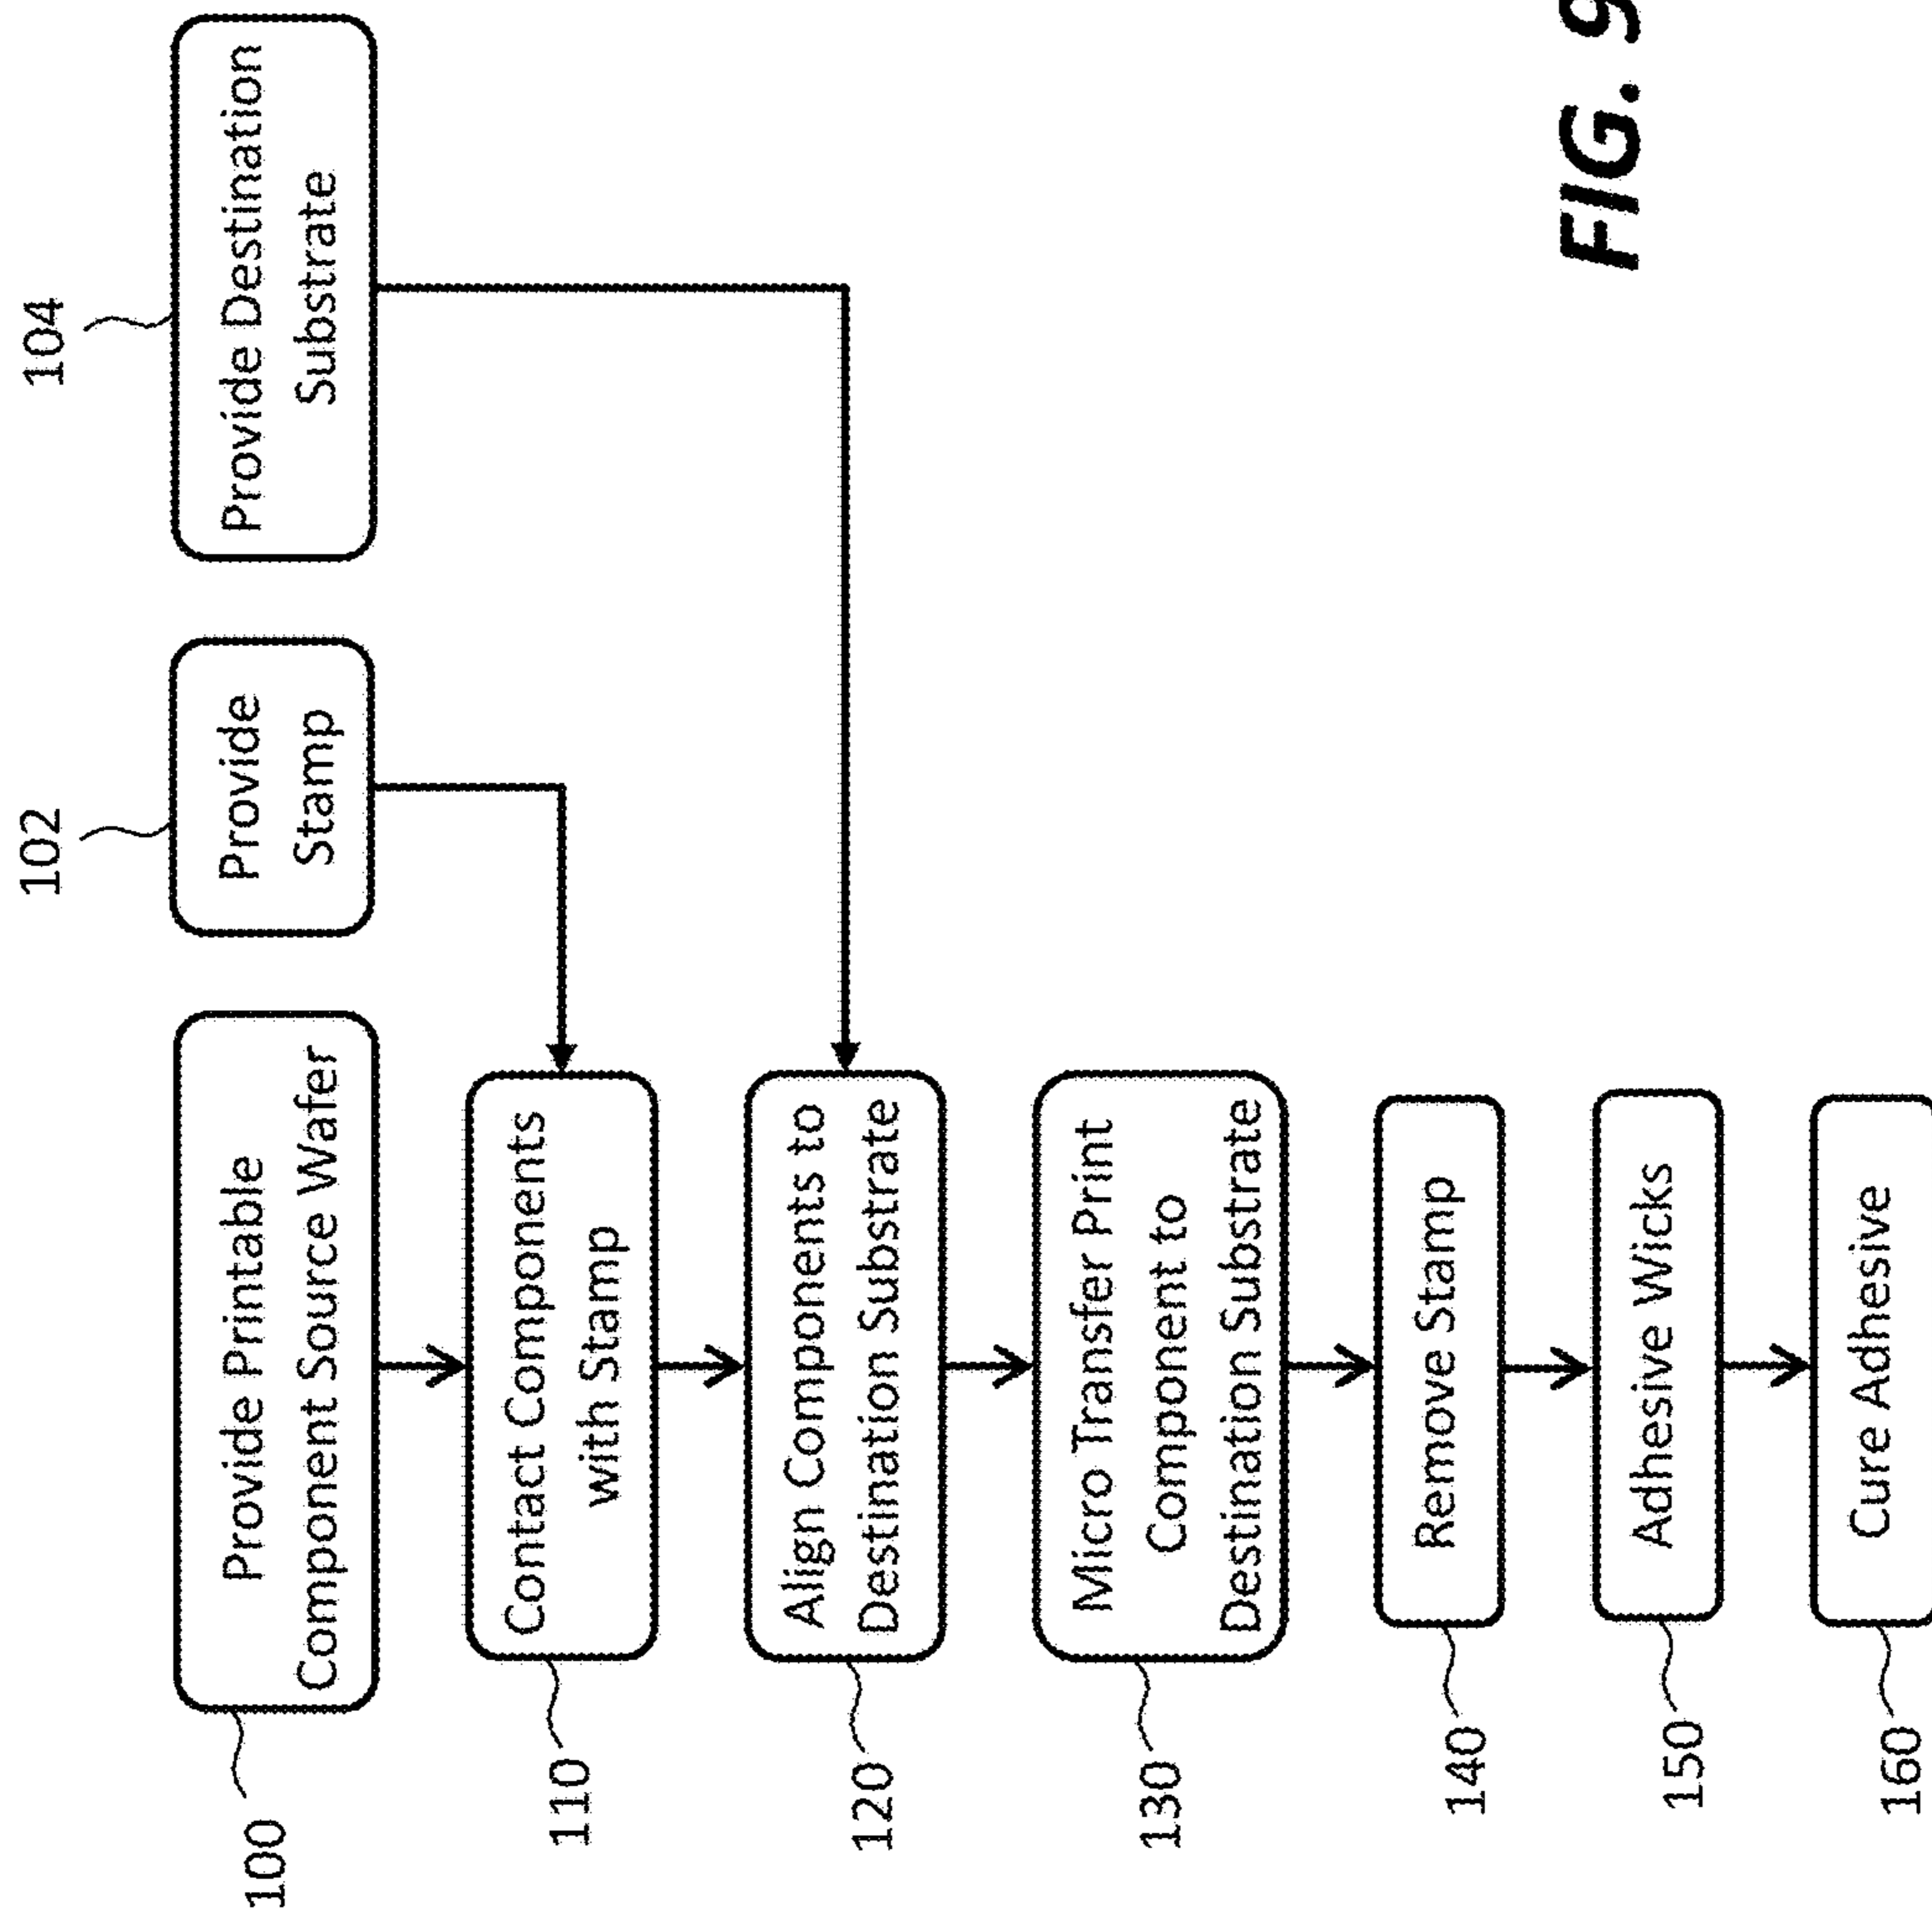 100
Provide Printable
Component Source Wafer
102
Provide
Stamp
104
Provide Destination
Substrate
110
Contact Components
with Stamp
120
Align Components to
Destination Substrate
130
Micro Transfer Print
Component to
Destination Substrate
140
Remove Stamp
150
Adhesive Wicks
160
Cure Adhesive
FIG. 9